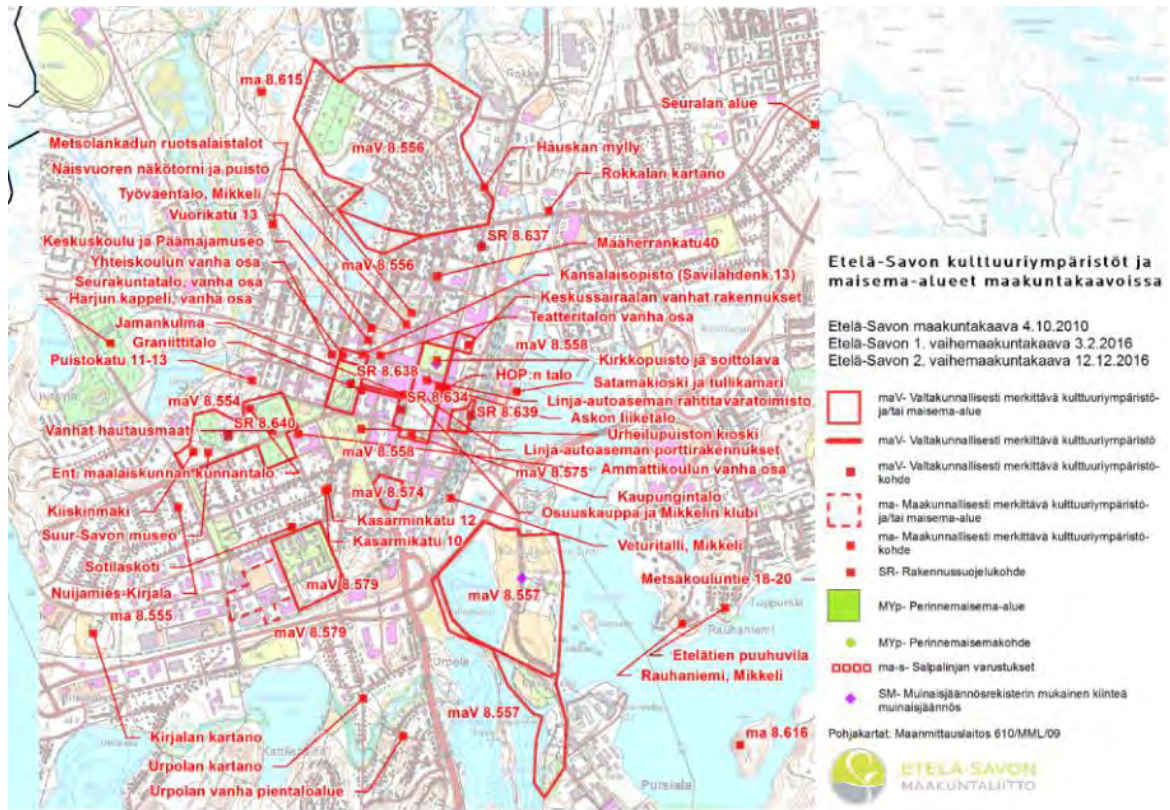 ma 8.615
Seuralan alue
Metsolankadun ruotsalaistalot
maV 8.556
Hauskan mylly
Naisvuoren näkötorni ja puisto
Rokkalan kartano
Työväentalo, Mikkeli
Vuorikatu 13
SR 8.637
Keskuskoulu ja Päämajamuseo
Maaherrankatu40
maV 8.556
Yhteiskoulun vanha osa
Kansalaisopisto (Savilahdenk.13)
Seurakuntatalo, vanha osa
Keskussairaalan vanhat rakennukset
Harjun kappeli, vanha osa
Teatteritalon vanha osa
Jamankulma
maV 8.558
Graniittitalo
Kirkkopuisto ja soittolava
Puistokatu 11-13
SR 8.638
HOP:n talo
Satamakioski ja tullikamari
maV 8.554
SR 8.634
Linja-autoaseman rahtitavaratoimisto
SR 8.639
Askon liiketalo
Vanhat hautausmaat
SR 8.640
Urheilupuiston kioski
maV 8.558
Linja-autoaseman porttirakennukset
Ent. maalaiskunnan kunnantalo
maV 8.575
Ammattikoulun vanha osa
Kiiskinmäki
maV 8.574
Kaupungintalo
Osuuskauppa ja Mikkelin klubi
Suur-Savon museo
Kasarminkatu 12
Veturitalli, Mikkeli
Sotilaskoti
Kasarmikatu 10
Metsäkouluntie 18-20
Nuijamies-Kirjala
maV 8.579
maV 8.557
Tuppurala
ma 8.555
Rauhaniemi
maV 8.579
Urpola
Etelätien puuhuvila
Rauhaniemi, Mikkeli
maV 8.557
Kirjalan kartano
ma 8.616
Urpolan kartano
Pursiala
Urpolan vanha pientaloalue
Etelä-Savon kulttuuriympäristöt ja
maisema-alueet maakuntakaavoissa
Etelä-Savon maakuntakaava 4.10.2010
Etelä-Savon 1. vaihemaakuntakaava 3.2.2016
Etelä-Savon 2. vaihemaakuntakaava 12.12.2016
maV- Valtakunnallisesti merkittävä kulttuuriympäristö-
ja/tai maisema-alue
maV- Valtakunnallisesti merkittävä kulttuuriympäristö
maV- Valtakunnallisesti merkittävä kulttuuriympäristö-
kohde
ma- Maakunnallisesti merkittävä kulttuuriympäristö-
ja/tai maisema-alue
ma- Maakunnallisesti merkittävä kulttuuriympäristö-
kohde
SR- Rakennussuojelukohde
MYp- Perinnemaisema-alue
MYp- Perinnemaisemakohde
ma-s- Salpalinjan varustukset
SM- Muinaisjäännösrekisterin mukainen kiinteä
muinaisjäännös
Pohjakartat: Maanmittauslaitos 610/MML/09
ETELÄ-SAVON
MAAKUNTALIITTO